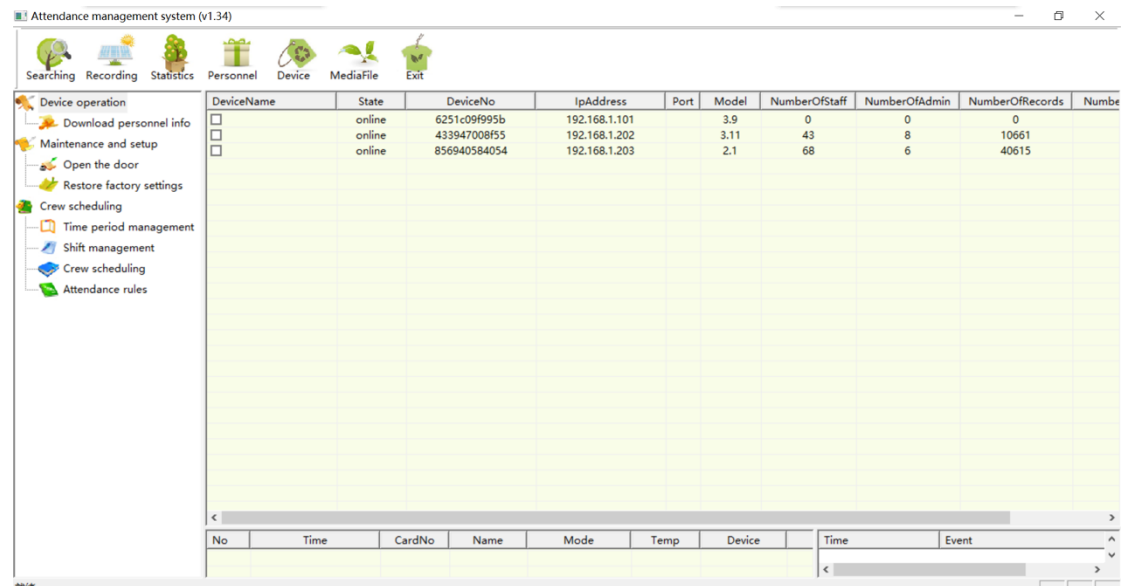 Attendance management system (v1.34)
Searching Recording Statistics Personnel Device MediaFile Exit
Device operation
Download personnel info
Maintenance and setup
Open the door
Restore factory settings
Crew scheduling
Time period management
Shift management
Crew scheduling
Attendance rules
DeviceName State DeviceNo IpAddress Port Model NumberOfStaff NumberOfAdmin NumberOfRecords Numbe
online 6251c09f995b 192.168.1.101 3.9 0 0 0
online 433947008f55 192.168.1.202 3.11 43 8 10661
online 856940584054 192.168.1.203 2.1 68 6 40615
No Time CardNo Name Mode Temp Device
Time Event